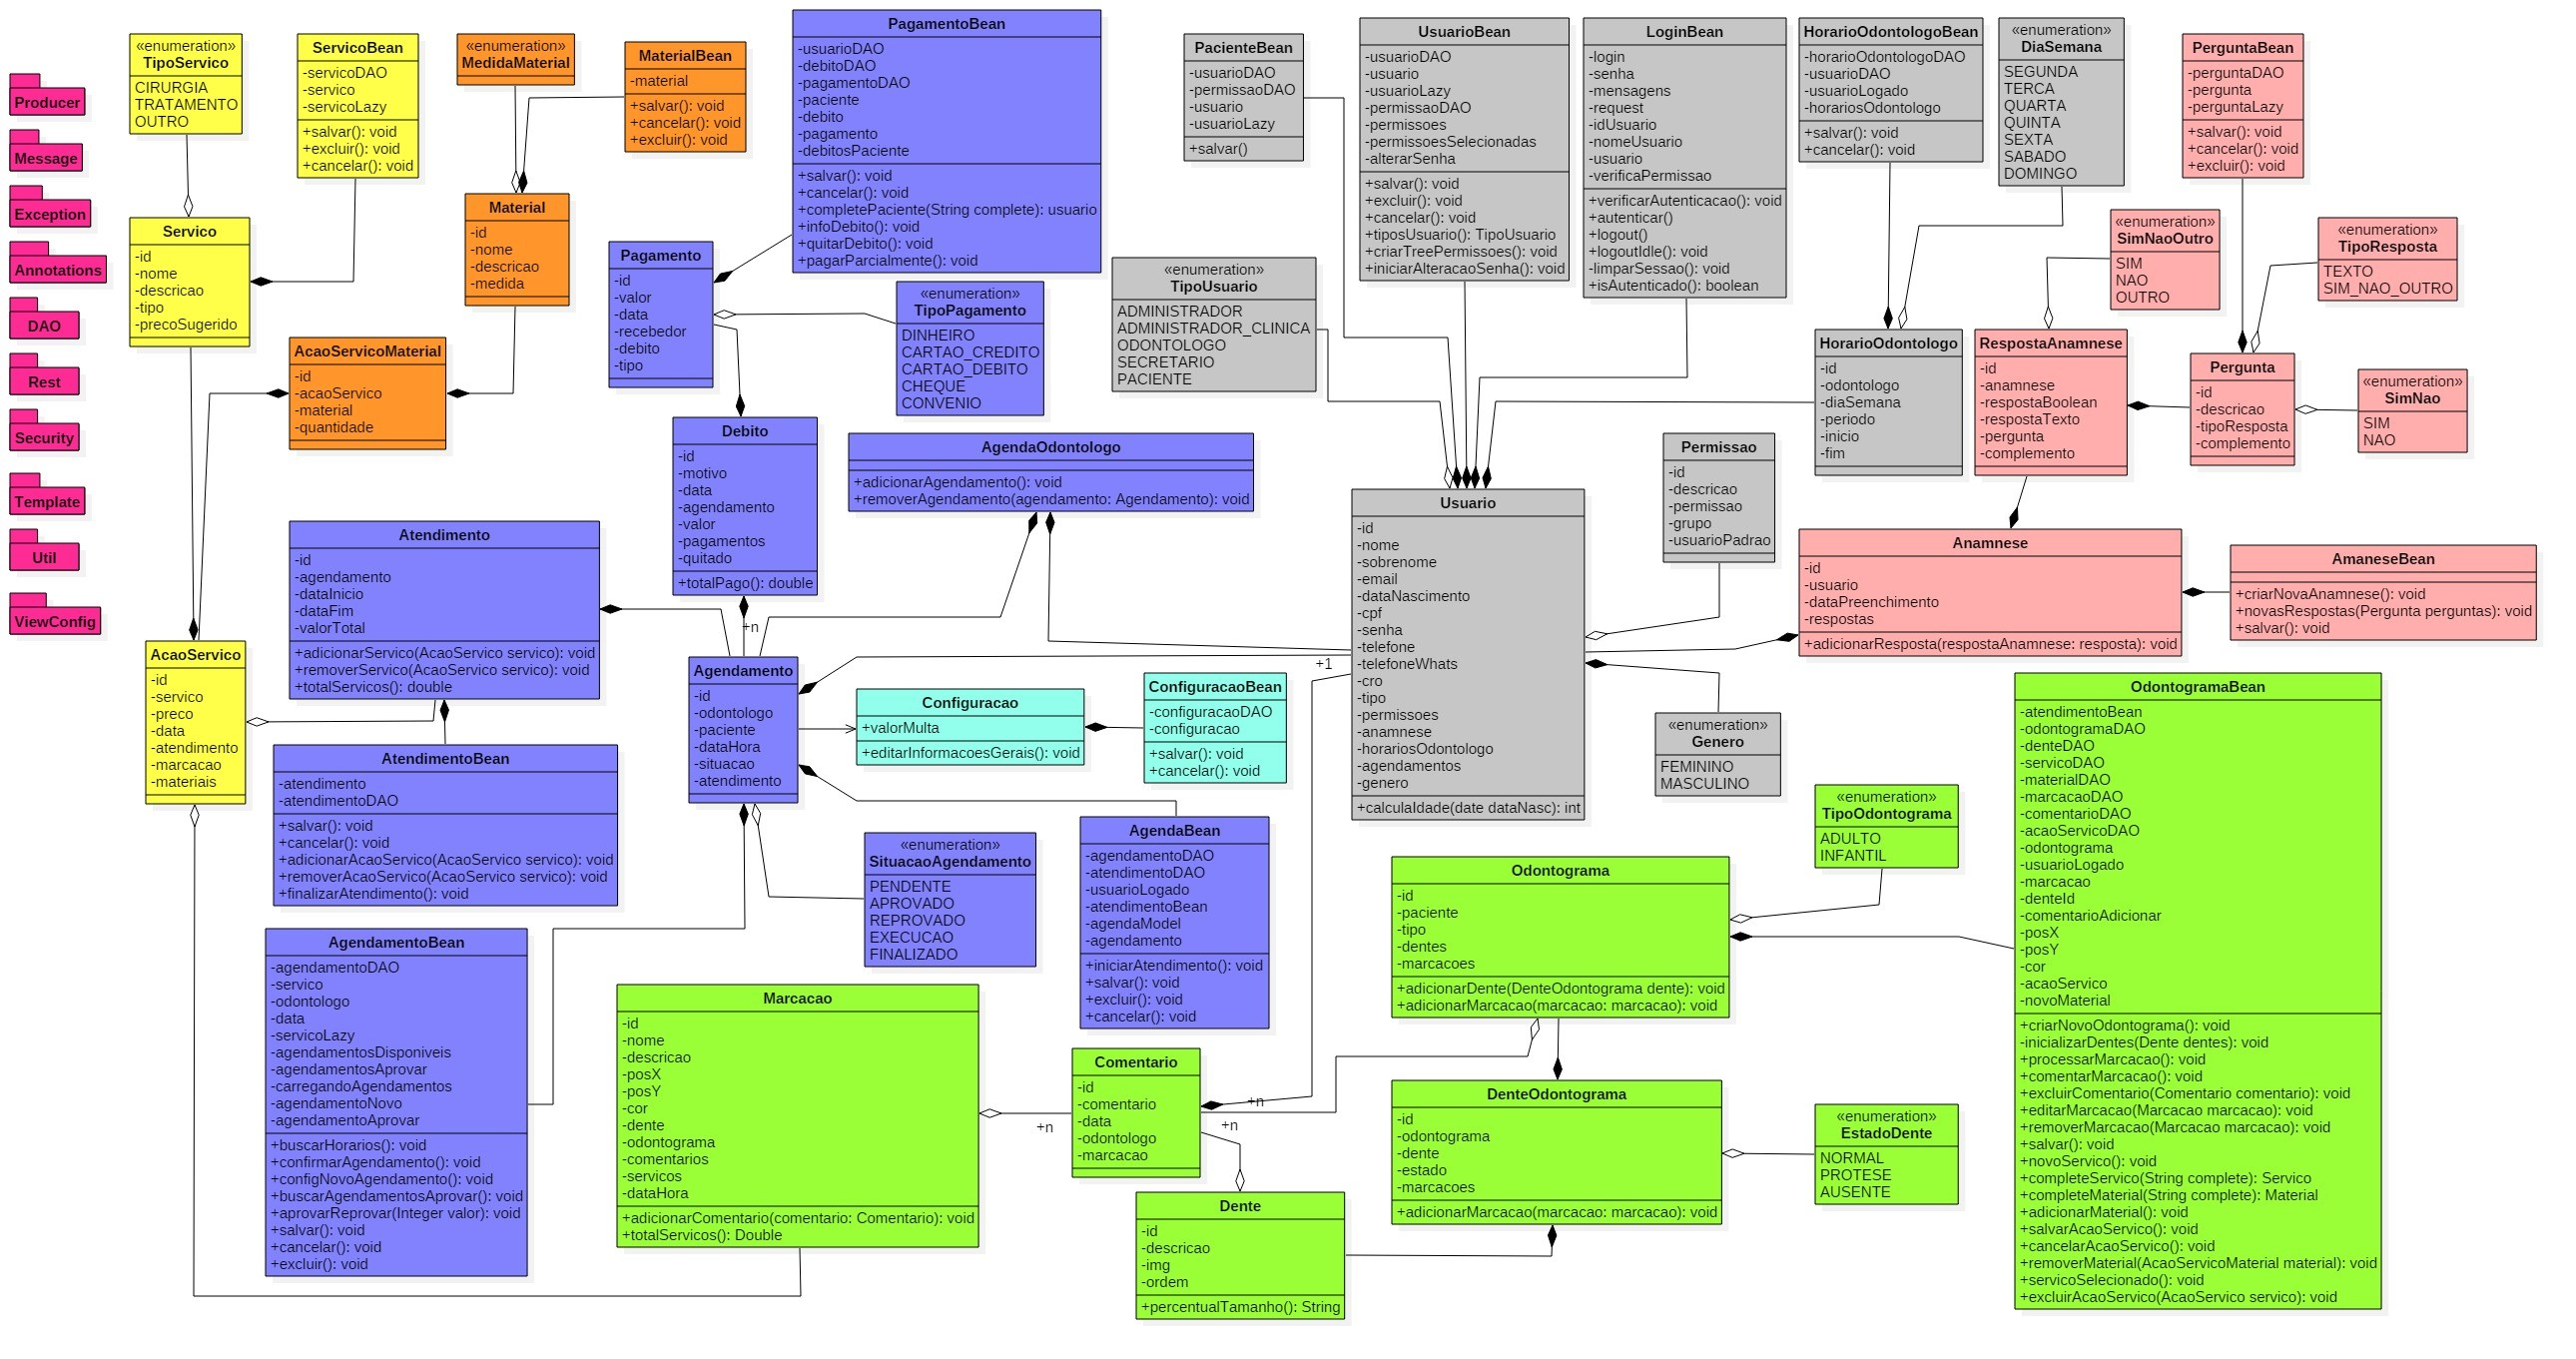 Producer
Message
Exception
Annotations
DAO
Rest
Security
Template
Util
ViewConfig
«enumeration»
TipoServico
CIRURGIA
TRATAMENTO
OUTRO
ServicoBean
-servicoDAO
-servico
-servicoLazy
+salvar(): void
+excluir(): void
+cancelar(): void
Servico
-id
-nome
-descricao
-tipo
-precoSugerido
«enumeration»
MedidaMaterial
MaterialBean
-material
+salvar(): void
+cancelar(): void
+excluir(): void
Material
-id
-nome
-descricao
-medida
AcaoServicoMaterial
-id
-acaoServico
-material
-quantidade
AcaoServico
-id
-servico
-preco
-data
-atendimento
-marcacao
-materiais
PagamentoBean
-usuarioDAO
-debitoDAO
-pagamentoDAO
-paciente
-debito
-pagamento
-debitosPaciente
+salvar(): void
+cancelar(): void
+completePaciente(String complete): usuario
+infoDebito(): void
+quitarDebito(): void
+pagarParcialmente(): void
Pagamento
-id
-valor
-data
-recebedor
-debito
-tipo
«enumeration»
TipoPagamento
DINHEIRO
CARTAO_CREDITO
CARTAO_DEBITO
CHEQUE
CONVENIO
Debito
-id
-motivo
-data
-agendamento
-valor
-pagamentos
-quitado
+totalPago(): double
+n
AgendaOdontologo
+adicionarAgendamento(): void
+removerAgendamento(agendamento: Agendamento): void
Atendimento
-id
-agendamento
-dataInicio
-dataFim
-valorTotal
+adicionarServico(AcaoServico servico): void
+removerServico(AcaoServico servico): void
+totalServicos(): double
AtendimentoBean
-atendimento
-atendimentoDAO
+salvar(): void
+cancelar(): void
+adicionarAcaoServico(AcaoServico servico): void
+removerAcaoServico(AcaoServico servico): void
+finalizarAtendimento(): void
Agendamento
-id
-odontologo
-paciente
-dataHora
-situacao
-atendimento
Configuracao
+valorMulta
+editarInformacoesGerais(): void
ConfiguracaoBean
-configuracaoDAO
-configuracao
+salvar(): void
+cancelar(): void
«enumeration»
SituacaoAgendamento
PENDENTE
APROVADO
REPROVADO
EXECUCAO
FINALIZADO
AgendaBean
-agendamentoDAO
-atendimentoDAO
-usuarioLogado
-atendimentoBean
-agendaModel
-agendamento
+iniciarAtendimento(): void
+salvar(): void
+excluir(): void
+cancelar(): void
AgendamentoBean
-agendamentoDAO
-servico
-odontologo
-data
-servicoLazy
-agendamentosDisponiveis
-agendamentosAprovar
-carregandoAgendamentos
-agendamentoNovo
-agendamentoAprovar
+buscarHorarios(): void
+confirmarAgendamento(): void
+configNovoAgendamento(): void
+buscarAgendamentosAprovar(): void
+aprovarReprovar(Integer valor): void
+salvar(): void
+cancelar(): void
+excluir(): void
PacienteBean
-usuarioDAO
-permissaoDAO
-usuario
-usuarioLazy
+salvar()
«enumeration»
TipoUsuario
ADMINISTRADOR
ADMINISTRADOR_CLINICA
ODONTOLOGO
SECRETARIO
PACIENTE
UsuarioBean
-usuarioDAO
-usuario
-usuarioLazy
-permissaoDAO
-permissoes
-permissoesSelecionadas
-alterarSenha
+salvar(): void
+excluir(): void
+cancelar(): void
+tiposUsuario(): TipoUsuario
+criarTreePermissoes(): void
+iniciarAlteracaoSenha(): void
LoginBean
-login
-senha
-mensagens
-request
-idUsuario
-nomeUsuario
-usuario
-verificaPermissao
+verificarAutenticacao(): void
+autenticar()
+logout()
+logoutIdle(): void
-limparSessao(): void
+isAutenticado(): boolean
HorarioOdontologoBean
-horarioOdontologoDAO
-usuarioDAO
-usuarioLogado
-horariosOdontologo
+salvar(): void
+cancelar(): void
«enumeration»
DiaSemana
SEGUNDA
TERCA
QUARTA
QUINTA
SEXTA
SABADO
DOMINGO
HorarioOdontologo
-id
-odontologo
-diaSemana
-periodo
-inicio
-fim
Permissao
-id
-descricao
-permissao
-grupo
-usuarioPadrao
Usuario
-id
-nome
-sobrenome
-email
-dataNascimento
-cpf
-senha
-telefone
-telefoneWhats
-cro
-tipo
-permissoes
-anamnese
-horariosOdontologo
-agendamentos
-genero
+calculaIdade(date dataNasc): int
+1
«enumeration»
Genero
FEMININO
MASCULINO
PerguntaBean
-perguntaDAO
-pergunta
-perguntaLazy
+salvar(): void
+cancelar(): void
+excluir(): void
«enumeration»
SimNaoOutro
SIM
NAO
OUTRO
«enumeration»
TipoResposta
TEXTO
SIM_NAO_OUTRO
RespostaAnamnese
-id
-anamnese
-respostaBoolean
-respostaTexto
-pergunta
-complemento
Pergunta
-id
-descricao
-tipoResposta
-complemento
«enumeration»
SimNao
SIM
NAO
Anamnese
-id
-usuario
-dataPreenchimento
-respostas
+adicionarResposta(respostaAnamnese: resposta): void
AmaneseBean
+criarNovaAnamnese(): void
+novasRespostas(Pergunta perguntas): void
+salvar(): void
OdontogramaBean
-atendimentoBean
-odontogramaDAO
-denteDAO
-servicoDAO
-materialDAO
-marcacaoDAO
-comentarioDAO
-acaoServicoDAO
-odontograma
-usuarioLogado
-marcacao
-denteId
-comentarioAdicionar
-posX
-posY
-cor
-acaoServico
-novoMaterial
+criarNovoOdontograma(): void
-inicializarDentes(Dente dentes): void
+processarMarcacao(): void
+comentarMarcacao(): void
+excluirComentario(Comentario comentario): void
+editarMarcacao(Marcacao marcacao): void
+removerMarcacao(Marcacao marcacao): void
+salvar(): void
+novoServico(): void
+completeServico(String complete): Servico
+completeMaterial(String complete): Material
+adicionarMaterial(): void
+salvarAcaoServico(): void
+cancelarAcaoServico(): void
+removerMaterial(AcaoServicoMaterial material): void
+servicoSelecionado(): void
+excluirAcaoServico(AcaoServico servico): void
«enumeration»
TipoOdontograma
ADULTO
INFANTIL
Odontograma
-id
-paciente
-tipo
-dentes
-marcacoes
+adicionarDente(DenteOdontograma dente): void
+adicionarMarcacao(marcacao: marcacao): void
DenteOdontograma
-id
-odontograma
-dente
-estado
-marcacoes
+adicionarMarcacao(marcacao: marcacao): void
«enumeration»
EstadoDente
NORMAL
PROTESE
AUSENTE
Marcacao
-id
-nome
-descricao
-posX
-posY
-cor
-dente
-odontograma
-comentarios
-servicos
-dataHora
+adicionarComentario(comentario: Comentario): void
+totalServicos(): Double
Comentario
-id
-comentario
-data
-odontologo
-marcacao
+n
+n
+n
Dente
-id
-descricao
-img
-ordem
+percentualTamanho(): String